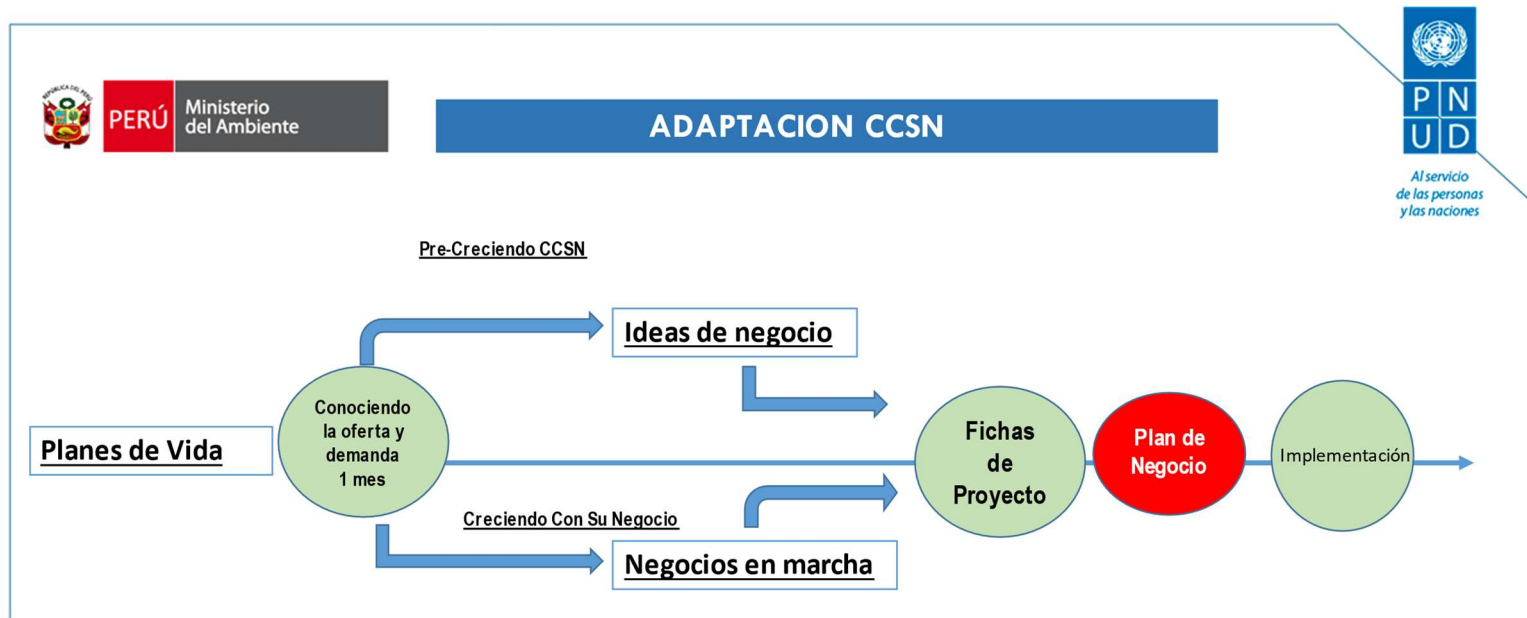 REPÚBLICA DEL PERÚ
PERÚ
Ministerio
del Ambiente
ADAPTACION CCSN
P N
U D
Al servicio
de las personas
y las naciones
Pre-Creciendo CCSN
Ideas de negocio
Planes de Vida
Conociendo
la oferta y
demanda
1 mes
Creciendo Con Su Negocio
Negocios en marcha
Fichas
de
Proyecto
Plan de
Negocio
Implementación